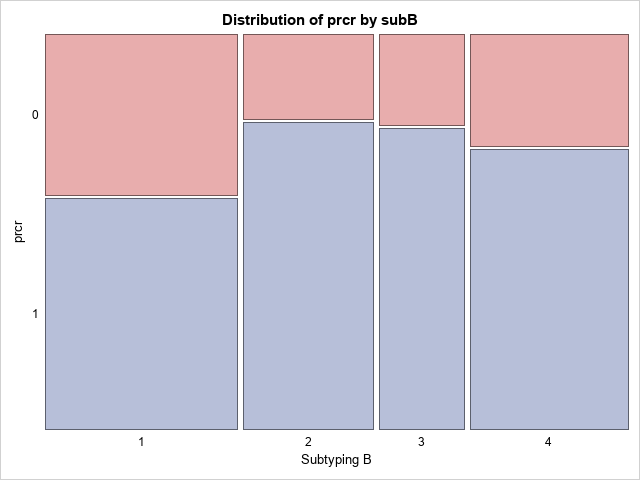 Distribution of prcr by subB
0
prcr
1
1 2 3 4
Subtyping B